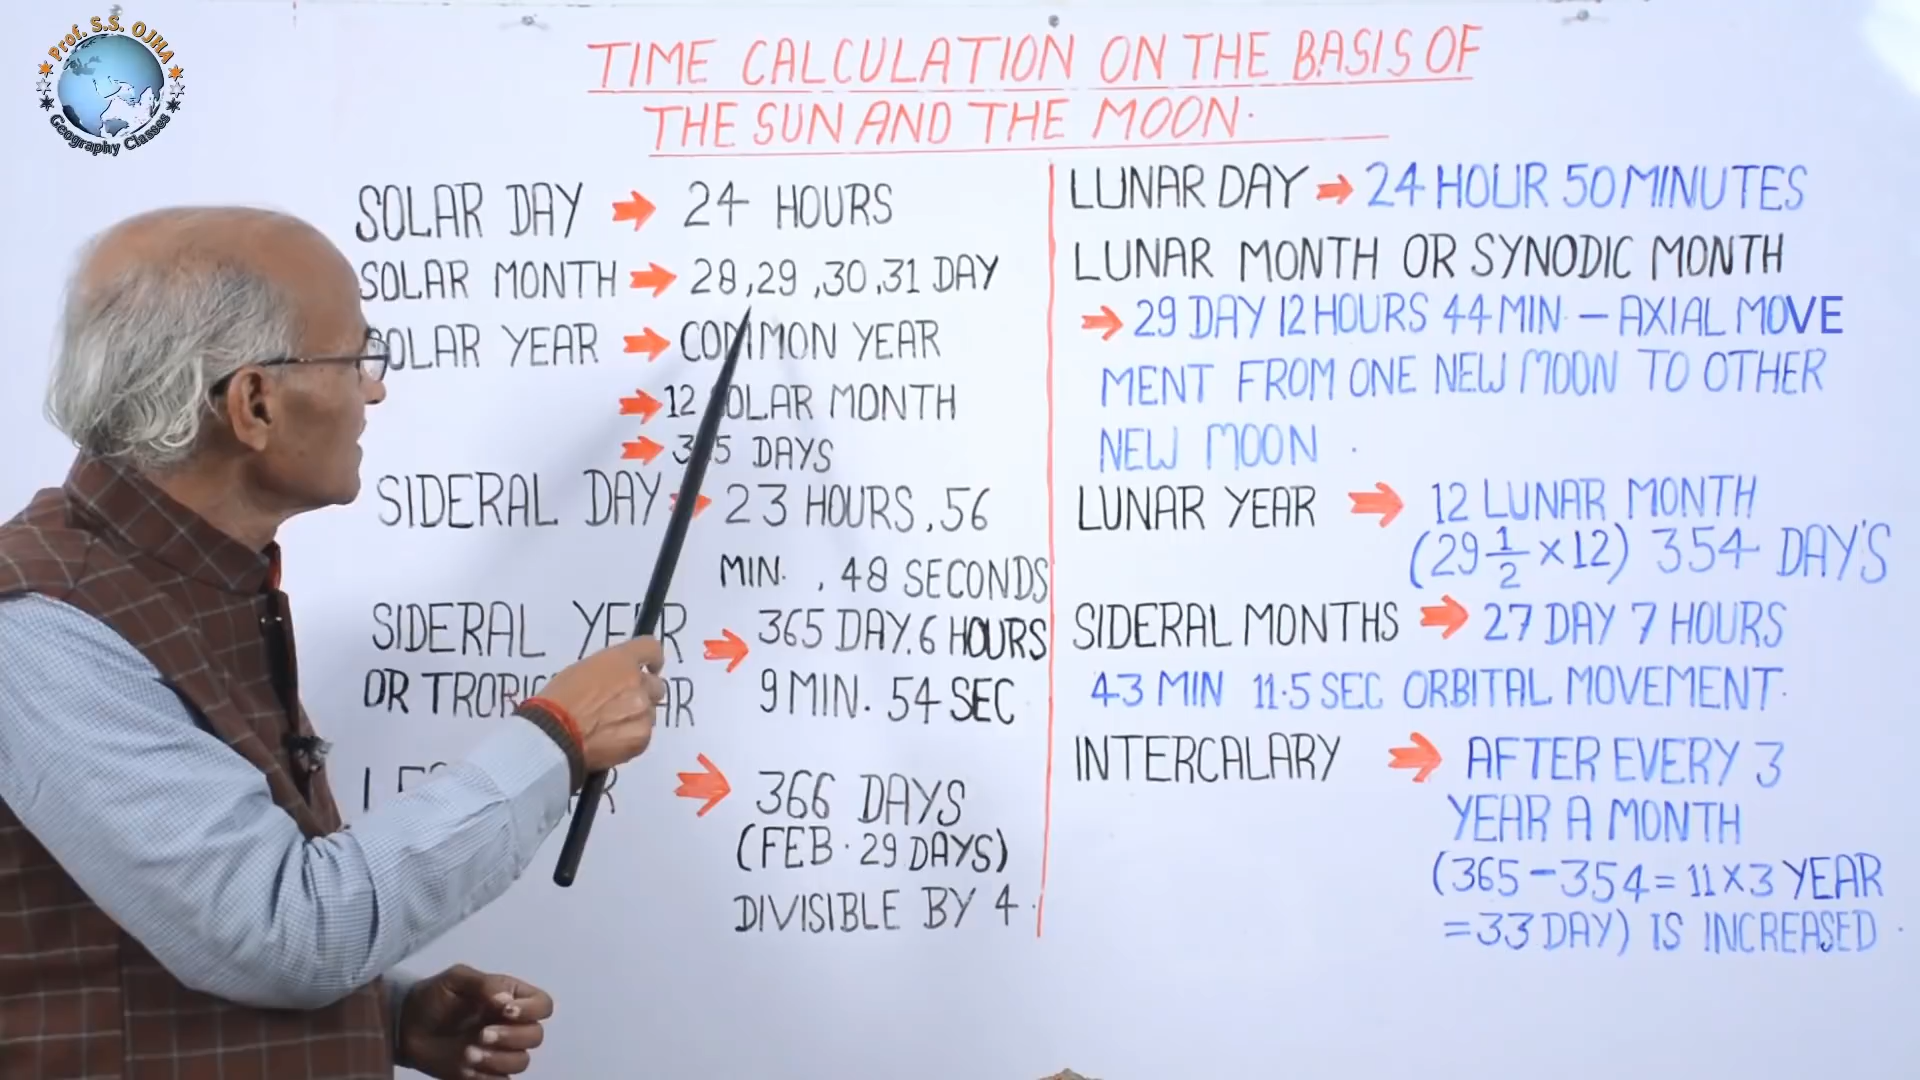 Prof. S.S. OJHA
Geography Classes
TIME CALCULATION ON THE BASIS OF
THE SUN AND THE MOON.
SOLAR DAY → 24 HOURS
SOLAR MONTH → 28,29,30,31 DAY
SOLAR YEAR → COMMON YEAR
→ 12 SOLAR MONTH
→ DAYS
SIDERAL DAY → 23 HOURS, 56
MIN. , 48 SECONDS
SIDERAL YEAR → 365 DAY. 6 HOURS
OR 9 MIN. 54 SEC
→ 366 DAYS
(FEB. 29 DAYS)
DIVISIBLE BY 4.
LUNAR DAY → 24 HOUR 50 MINUTES
LUNAR MONTH OR SYNODIC MONTH
→ 29 DAY 12 HOURS 44 MIN - AXIAL MOVE
MENT FROM ONE NEW MOON TO OTHER
NEW MOON
LUNAR YEAR → 12 LUNAR MONTH
(29 1/2 × 12) 354 DAY'S
SIDERAL MONTHS → 27 DAY 7 HOURS
43 MIN 11.5 SEC ORBITAL MOVEMENT.
INTERCALARY → AFTER EVERY 3
YEAR A MONTH
(365-354 = 11×3 YEAR
=33 DAY) IS INCREASED.